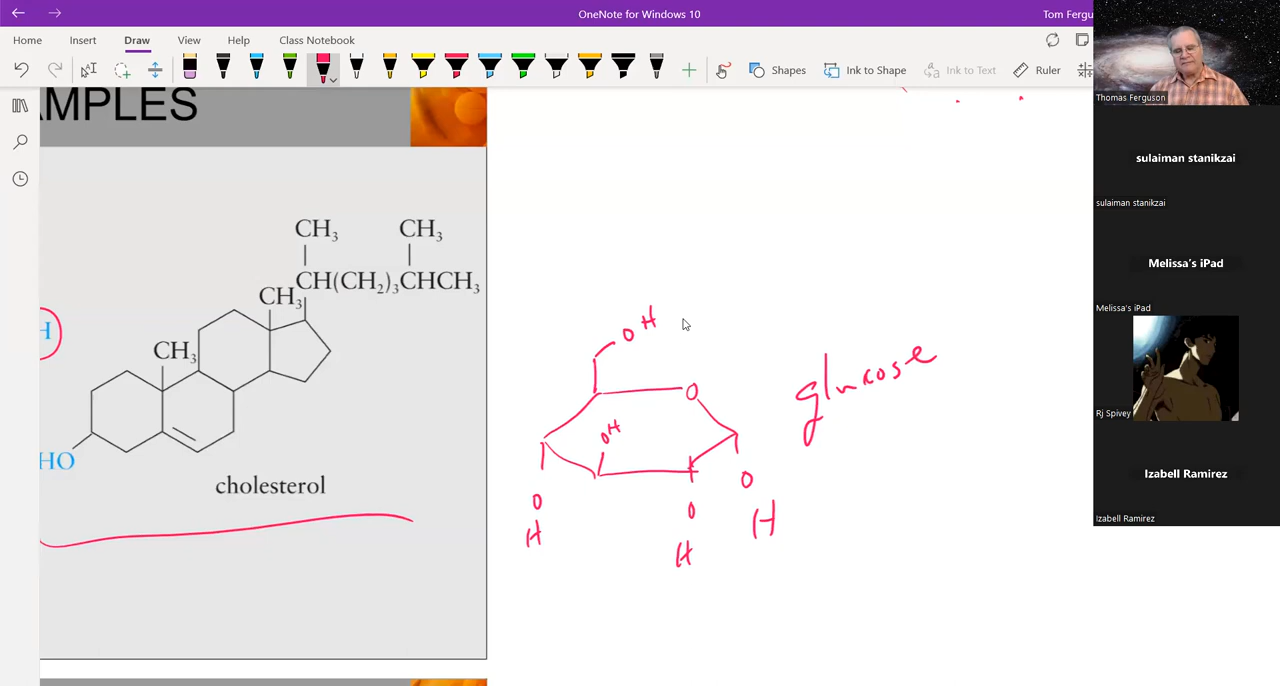 OneNote for Windows 10
Tom Fergu
Home Insert Draw View Help Class Notebook
Shapes Ink to Shape Ink to Text Ruler
AMPLES
CH3 CH3
CH(CH2)3CHCH3
CH3
H
CH3
HO
cholesterol
OH
O
OH
O
H
O
H
O
H
glucose
Thomas Ferguson
sulaiman stanikzai
sulaiman stanikzai
Melissa's iPad
Melissa's iPad
Rj Spivey
Izabell Ramirez
Izabell Ramirez